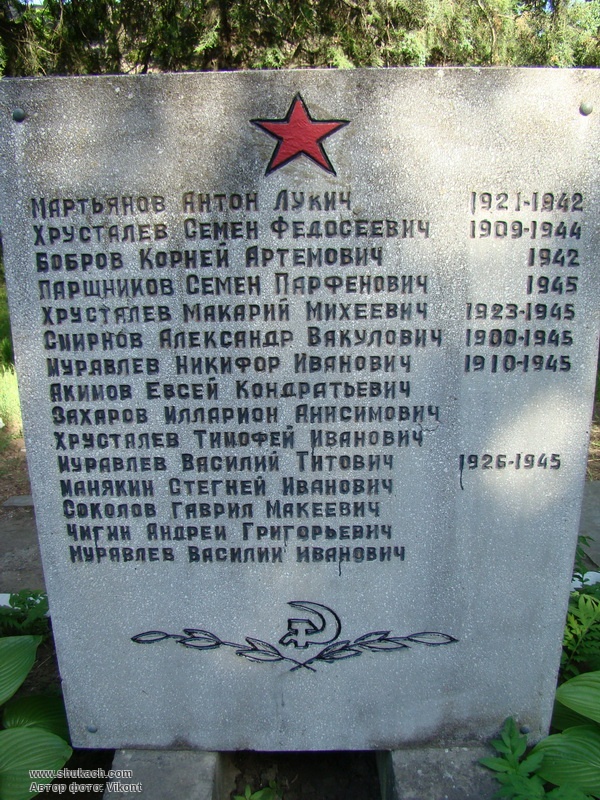 Мартьянов Антон Лукич 1921-1942
Хрусталев Семен Федосеевич 1909-1944
Бобров Корней Артемович 1942
Парщников Семен Парфенович 1945
Хрусталев Макарий Михеевич 1923-1945
Смирнов Александр Вакулович 1900-1945
Муравлев Никифор Иванович 1910-1945
Акимов Евсей Кондратьевич
Захаров Илларион Анисимович
Хрусталев Тимофей Иванович
Муравлев Василий Титович 1926-1945
Манякин Стегней Иванович
Соколов Гаврил Макеевич
Чигин Андрей Григорьевич
Муравлев Василий Иванович
www.shukach.com
Автор фото: Vikont